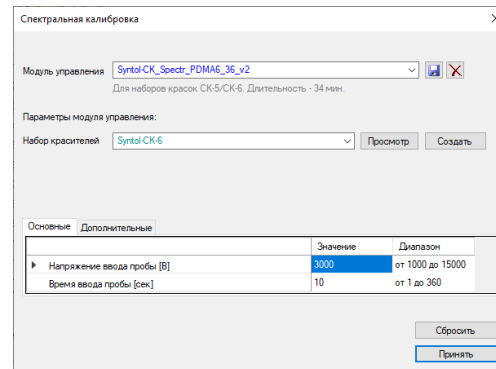 Спектральная калибровка
Модуль управления Syntol-CK_Spectr_PDMA6_36_v2
Для наборов красок СК-5/СК-6. Длительность - 34 мин.
Параметры модуля управления:
Набор красителей Syntol-CK-6 Просмотр Создать
Основные Дополнительные
Значение Диапазон
Напряжение ввода пробы [В] 3000 от 1000 до 15000
Время ввода пробы [сек] 10 от 1 до 360
Сбросить
Принять